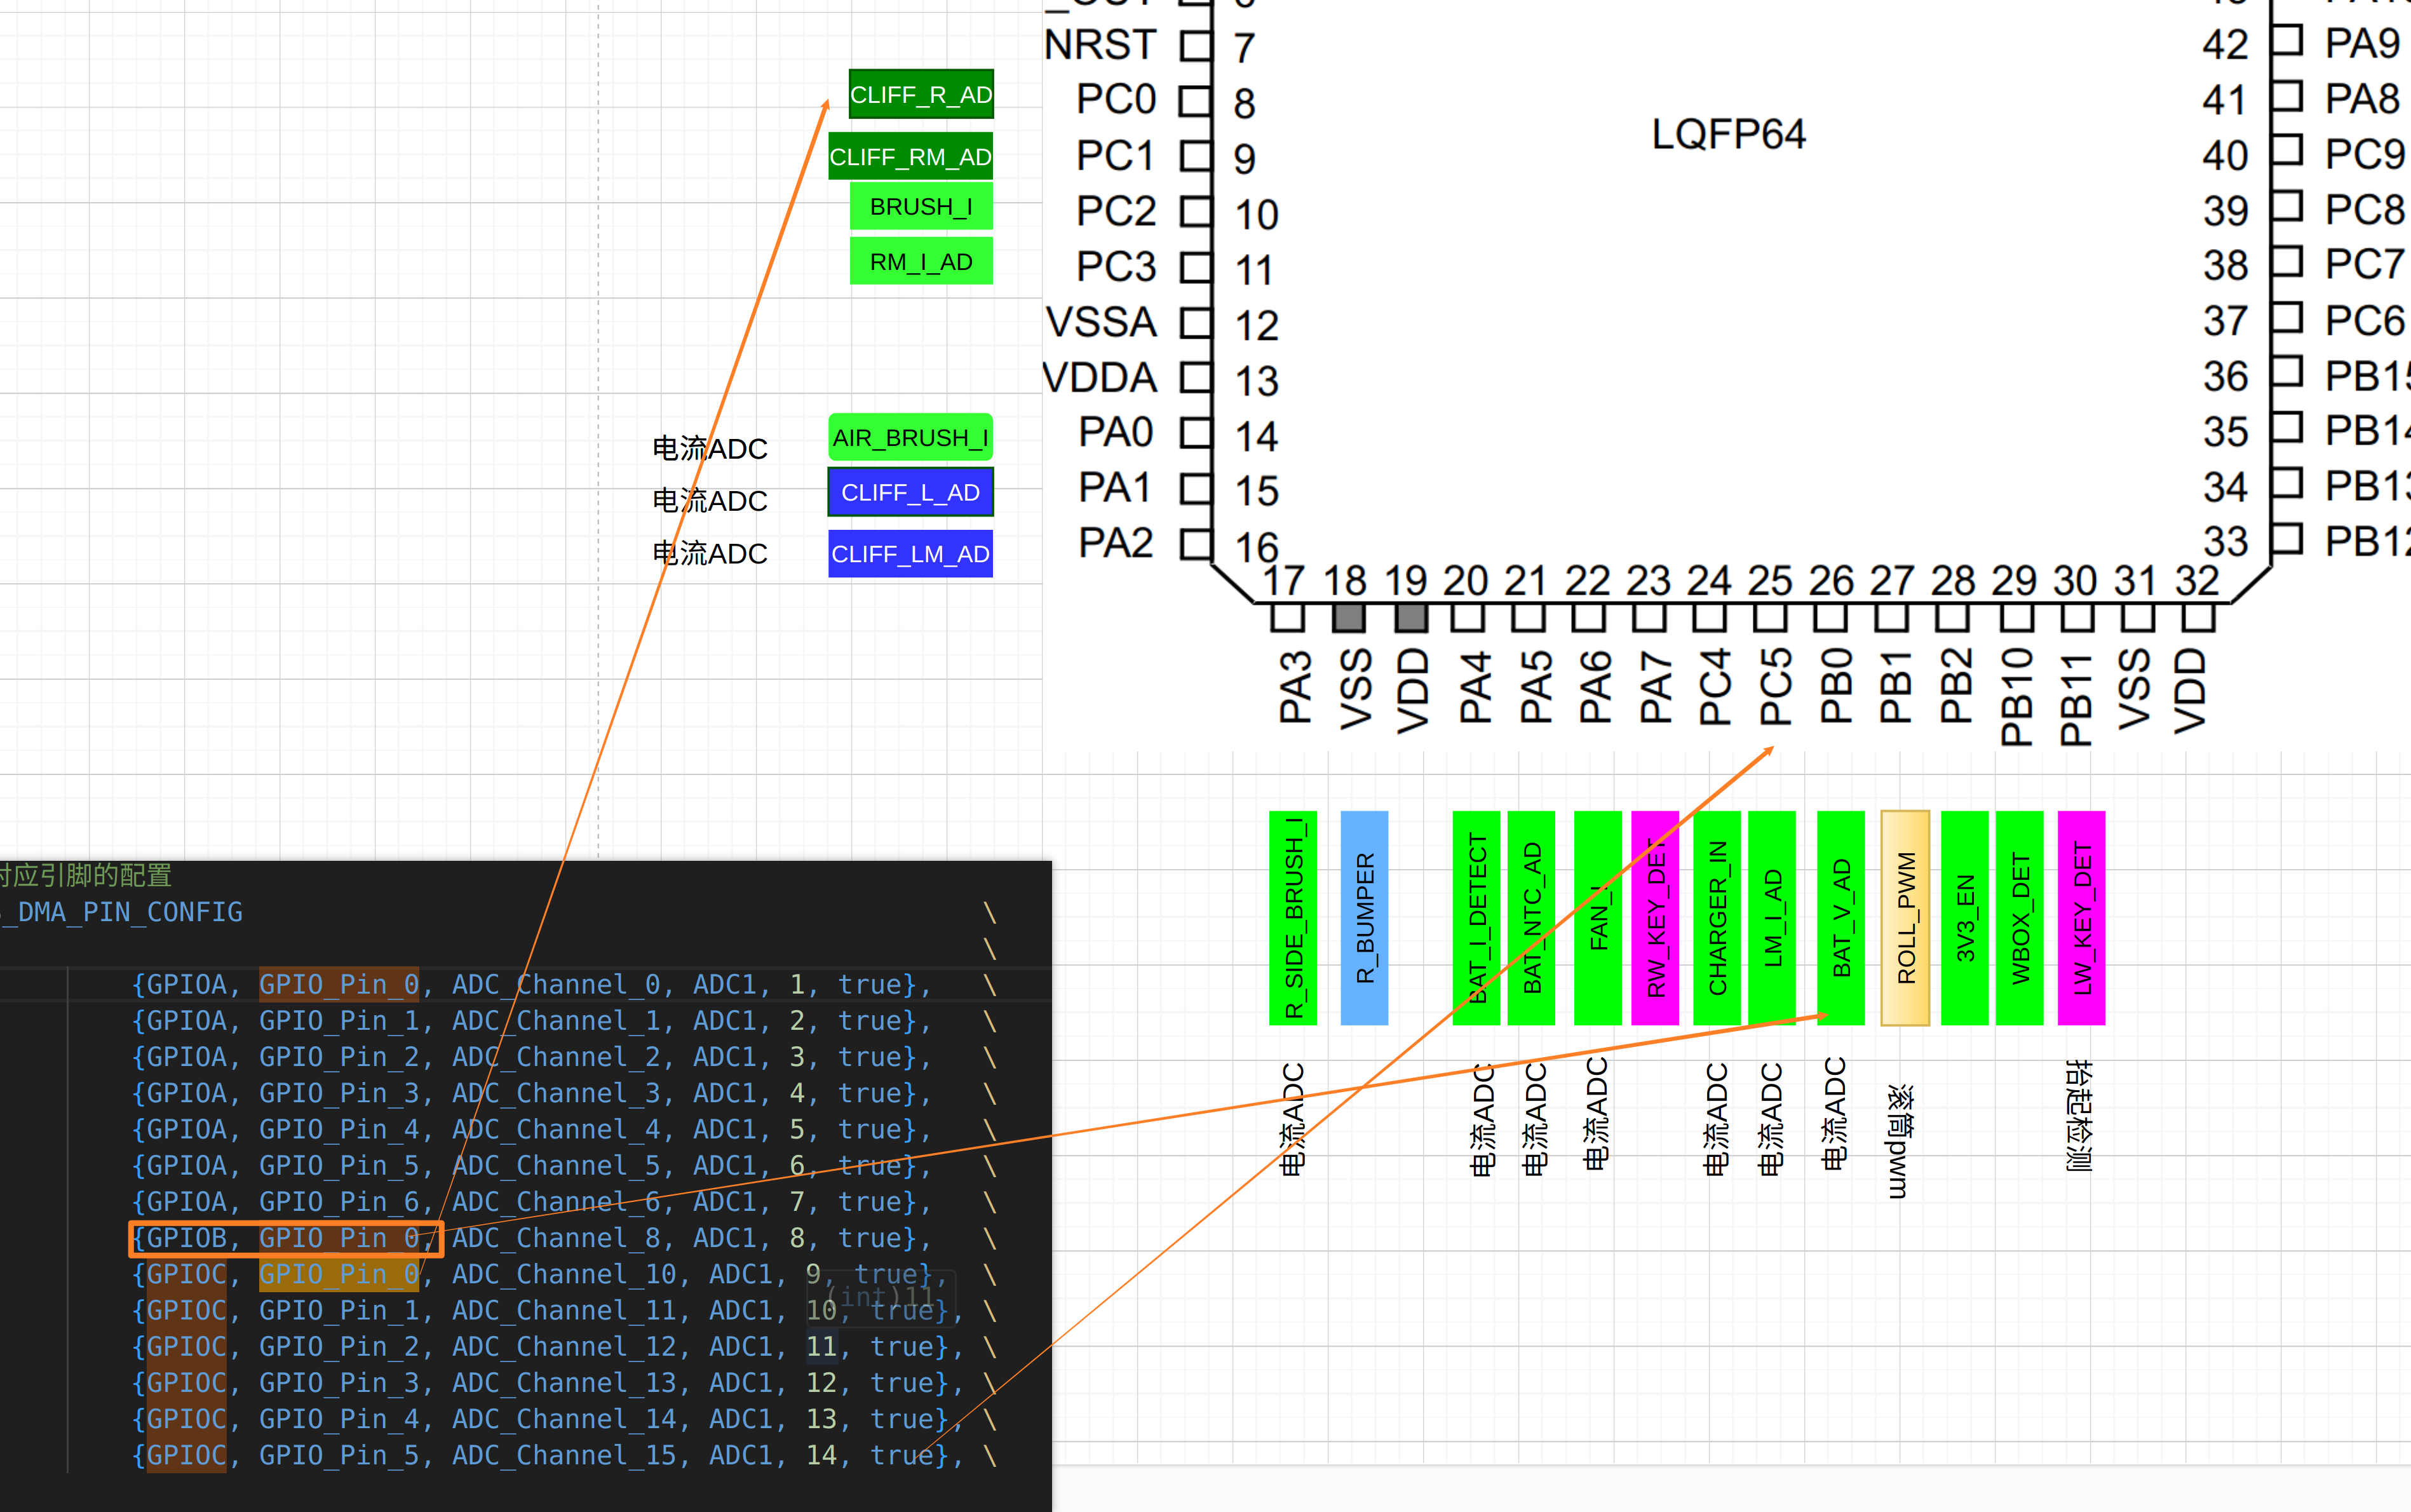 CLIFF_R_AD
CLIFF_RM_AD
BRUSH_I
RM_I_AD
电流ADC
AIR_BRUSH_I
电流ADC
CLIFF_L_AD
电流ADC
CLIFF_LM_AD
NRST 7
PC0 8
PC1 9
PC2 10
PC3 11
VSSA 12
VDDA 13
PA0 14
PA1 15
PA2 16
LQFP64
42 PA9
41 PA8
40 PC9
39 PC8
38 PC7
37 PC6
36 PB15
35 PB14
34 PB13
33 PB12
17 18 19 20 21 22 23 24 25 26 27 28 29 30 31 32
PA3 VSS VDD PA4 PA5 PA6 PA7 PC4 PC5 PB0 PB1 PB2 PB10 PB11 VSS VDD
R_SIDE_BRUSH_I
R_BUMPER
BAT_I_DETECT
BAT_NTC_AD
FAN_I
RW_KEY_DET
CHARGER_IN
LM_I_AD
BAT_V_AD
ROLL_PWM
3V3_EN
WBOX_DET
LW_KEY_DET
电流ADC
电流ADC
电流ADC
电流ADC
电流ADC
电流ADC
电流ADC
滚筒pwm
抬起检测
对应引脚的配置
_DMA_PIN_CONFIG \
\
{GPIOA, GPIO_Pin_0, ADC_Channel_0, ADC1, 1, true}, \
{GPIOA, GPIO_Pin_1, ADC_Channel_1, ADC1, 2, true}, \
{GPIOA, GPIO_Pin_2, ADC_Channel_2, ADC1, 3, true}, \
{GPIOA, GPIO_Pin_3, ADC_Channel_3, ADC1, 4, true}, \
{GPIOA, GPIO_Pin_4, ADC_Channel_4, ADC1, 5, true}, \
{GPIOA, GPIO_Pin_5, ADC_Channel_5, ADC1, 6, true}, \
{GPIOA, GPIO_Pin_6, ADC_Channel_6, ADC1, 7, true}, \
{GPIOB, GPIO_Pin_0, ADC_Channel_8, ADC1, 8, true}, \
{GPIOC, GPIO_Pin_0, ADC_Channel_10, ADC1, 9, true}, \
(int)11
{GPIOC, GPIO_Pin_1, ADC_Channel_11, ADC1, 10, true}, \
{GPIOC, GPIO_Pin_2, ADC_Channel_12, ADC1, 11, true}, \
{GPIOC, GPIO_Pin_3, ADC_Channel_13, ADC1, 12, true}, \
{GPIOC, GPIO_Pin_4, ADC_Channel_14, ADC1, 13, true}, \
{GPIOC, GPIO_Pin_5, ADC_Channel_15, ADC1, 14, true}, \